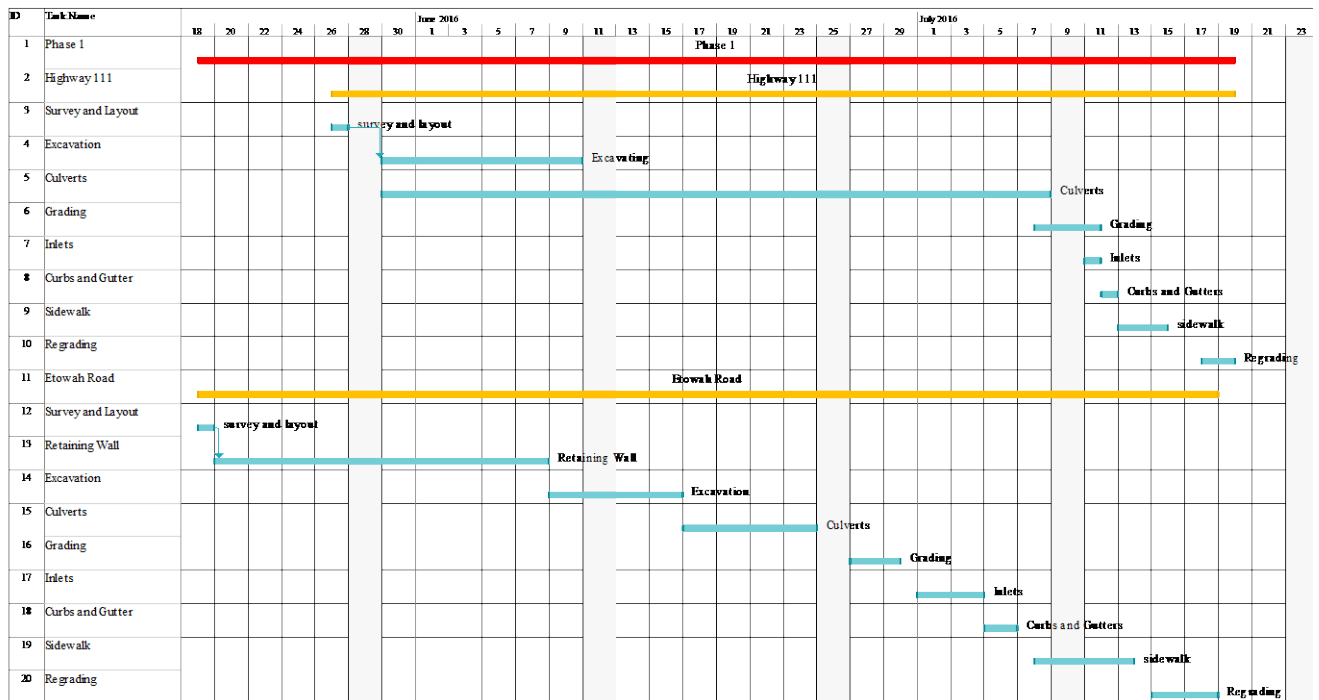 ID Task Name June 2016 July 2016
18 20 22 24 26 28 30 1 3 5 7 9 11 13 15 17 19 21 23 25 27 29 1 3 5 7 9 11 13 15 17 19 21 23
1 Phase 1 Phase 1
2 Highway 111 Highway 111
3 Survey and Layout survey and layout
4 Excavation Excavating
5 Culverts Culverts
6 Grading Grading
7 Inlets Inlets
8 Curbs and Gutter Curbs and Gutters
9 Sidewalk sidewalk
10 Regrading Regrading
11 Etowah Road Etowah Road
12 Survey and Layout survey and layout
13 Retaining Wall Retaining Wall
14 Excavation Excavation
15 Culverts Culverts
16 Grading Grading
17 Inlets Inlets
18 Curbs and Gutter Curbs and Gutters
19 Sidewalk sidewalk
20 Regrading Regrading